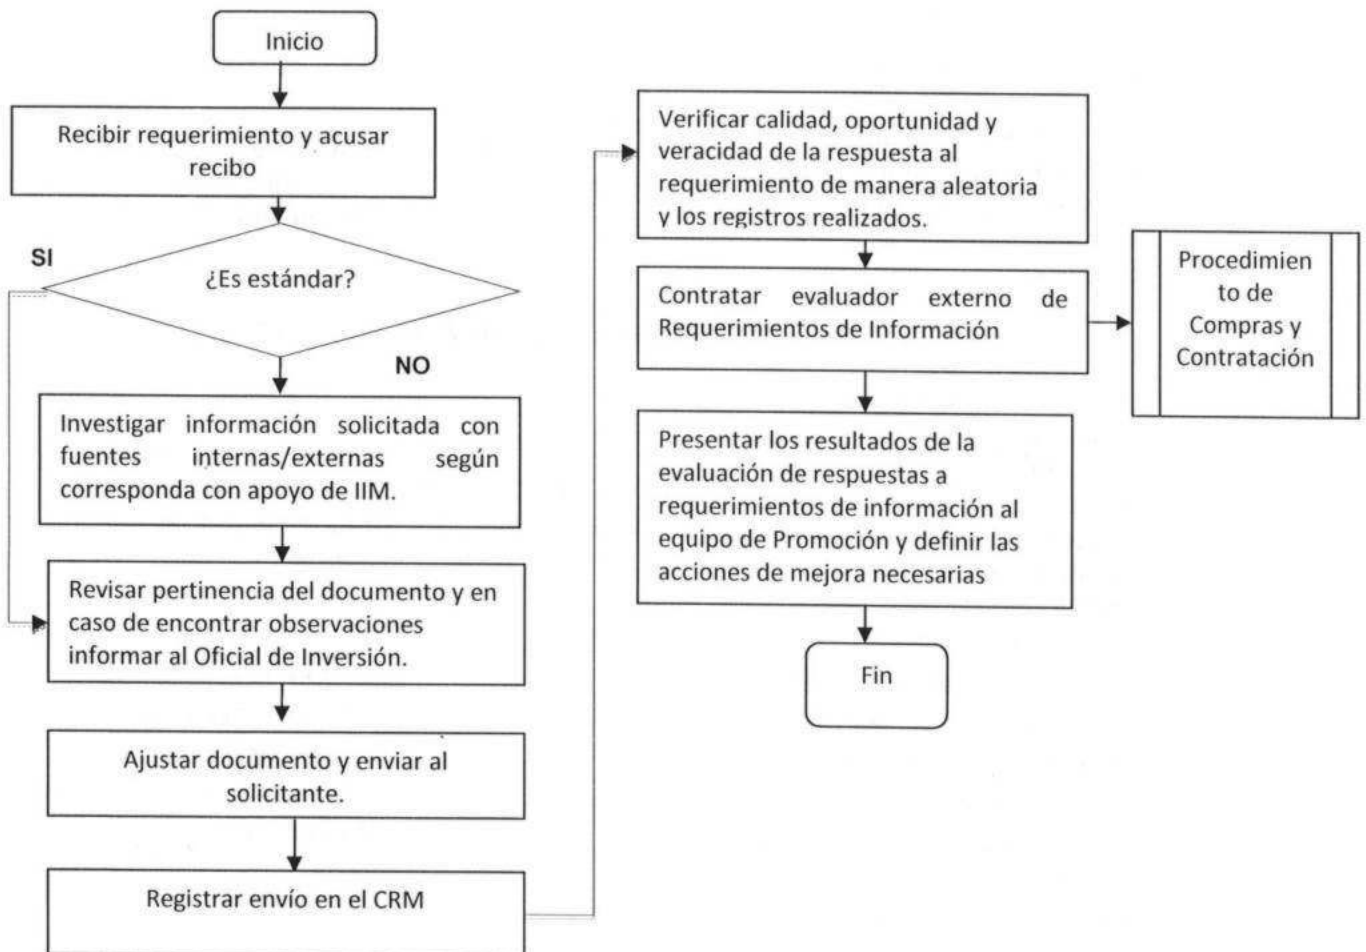 Inicio
Recibir requerimiento y acusar
recibo
SI
¿Es estándar?
NO
Investigar información solicitada con
fuentes internas/externas según
corresponda con apoyo de IIM.
Revisar pertinencia del documento y en
caso de encontrar observaciones
informar al Oficial de Inversión.
Ajustar documento y enviar al
solicitante.
Registrar envío en el CRM
Verificar calidad, oportunidad y
veracidad de la respuesta al
requerimiento de manera aleatoria
y los registros realizados.
Contratar evaluador externo de
Requerimientos de Información
Procedimien
to de
Compras y
Contratación
Presentar los resultados de la
evaluación de respuestas a
requerimientos de información al
equipo de Promoción y definir las
acciones de mejora necesarias
Fin